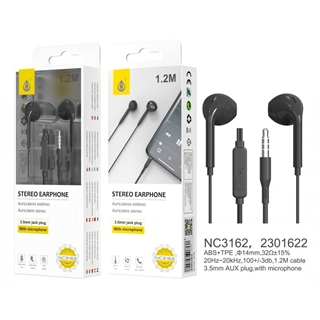 1.2M
STEREO EARPHONE
Auriculares estéreo
Auricolare stereo
3.5mm jack plug
With microphone
1.2M
STEREO EARPHONE
Auriculares estéreo
Auricolare stereo
3.5mm jack plug
With microphone
NC3162, 2301622
ABS+TPE ,Φ14mm,32Ω±15%
20Hz~20kHz,100+/-3db,1.2M cable
3.5mm AUX plug,with microphone